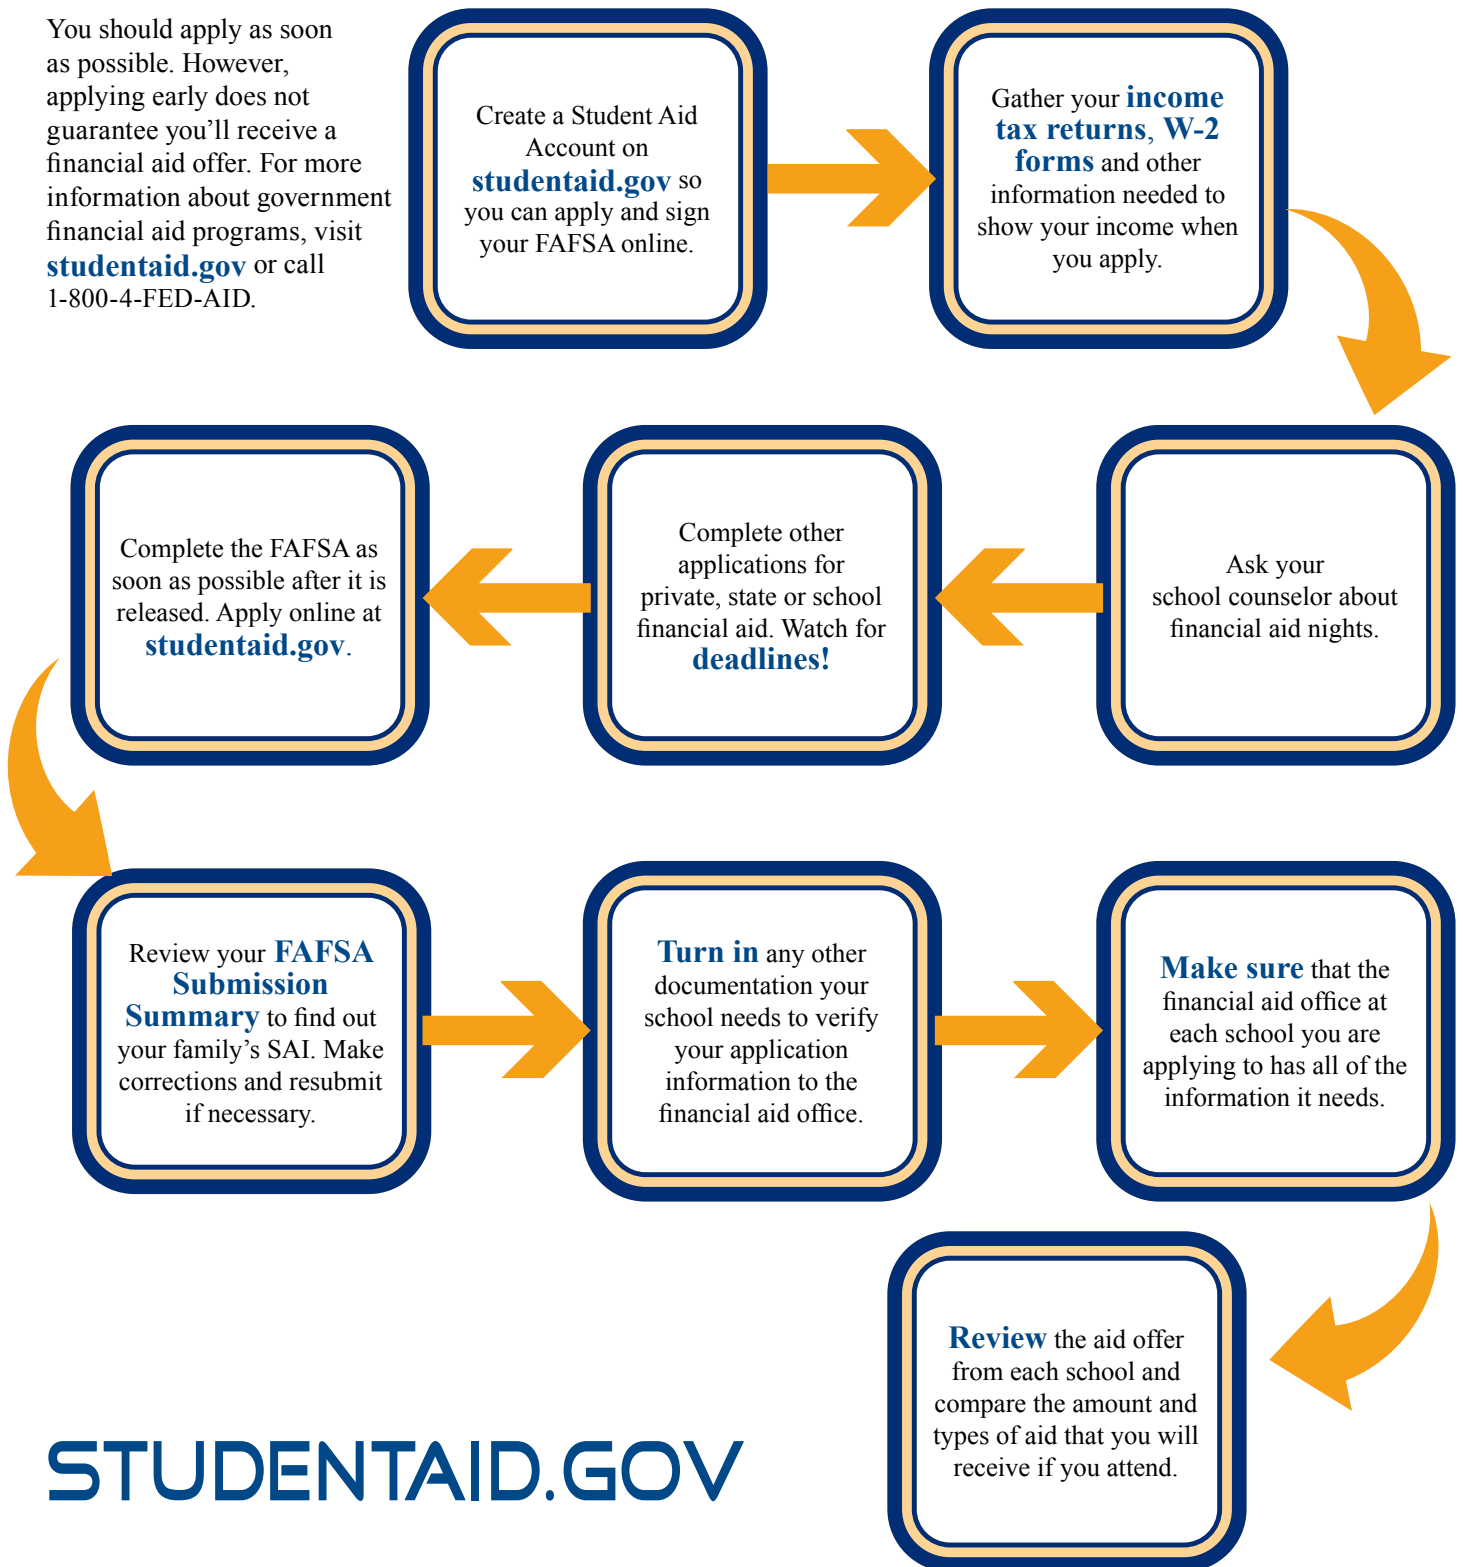 You should apply as soon
as possible. However,
applying early does not
guarantee you’ll receive a
financial aid offer. For more
information about government
financial aid programs, visit
studentaid.gov or call
1-800-4-FED-AID.
Create a Student Aid
Account on
studentaid.gov so
you can apply and sign
your FAFSA online.
Gather your income
tax returns, W-2
forms and other
information needed to
show your income when
you apply.
Ask your
school counselor about
financial aid nights.
Complete other
applications for
private, state or school
financial aid. Watch for
deadlines!
Complete the FAFSA as
soon as possible after it is
released. Apply online at
studentaid.gov.
Review your FAFSA
Submission
Summary to find out
your family’s SAI. Make
corrections and resubmit
if necessary.
Turn in any other
documentation your
school needs to verify
your application
information to the
financial aid office.
Make sure that the
financial aid office at
each school you are
applying to has all of the
information it needs.
Review the aid offer
from each school and
compare the amount and
types of aid that you will
receive if you attend.
STUDENTAID.GOV